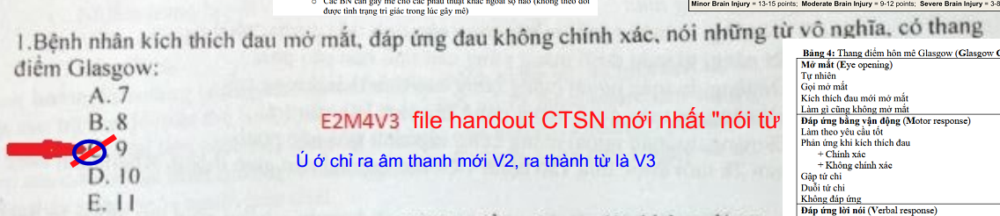 Các BN cần gây mê cho các phẫu thuật khác ngoài sọ não (không theo dõi
được tình trạng tri giác trong lúc gây mê)
Minor Brain Injury = 13-15 points; Moderate Brain Injury = 9-12 points; Severe Brain Injury = 3-8
1.Bệnh nhân kích thích đau mở mắt, đáp ứng đau không chính xác, nói những từ vô nghĩa, có thang
điểm Glasgow:
A. 7
B. 8
C. 9
D. 10
E. 11
E2M4V3 file handout CTSN mới nhất "nói từ
Ú ớ chỉ ra âm thanh mới V2, ra thành từ là V3
Bảng 4: Thang điểm hôn mê Glasgow (Glasgow C
Mở mắt (Eye opening)
Tự nhiên
Gọi mở mắt
Kích thích đau mới mở mắt
Làm gì cũng không mở mắt
Đáp ứng bằng vận động (Motor response)
Làm theo yêu cầu tốt
Phản ứng khi kích thích đau
+ Chính xác
+ Không chính xác
Gập tứ chi
Duỗi tứ chi
Không đáp ứng
Đáp ứng lời nói (Verbal response)